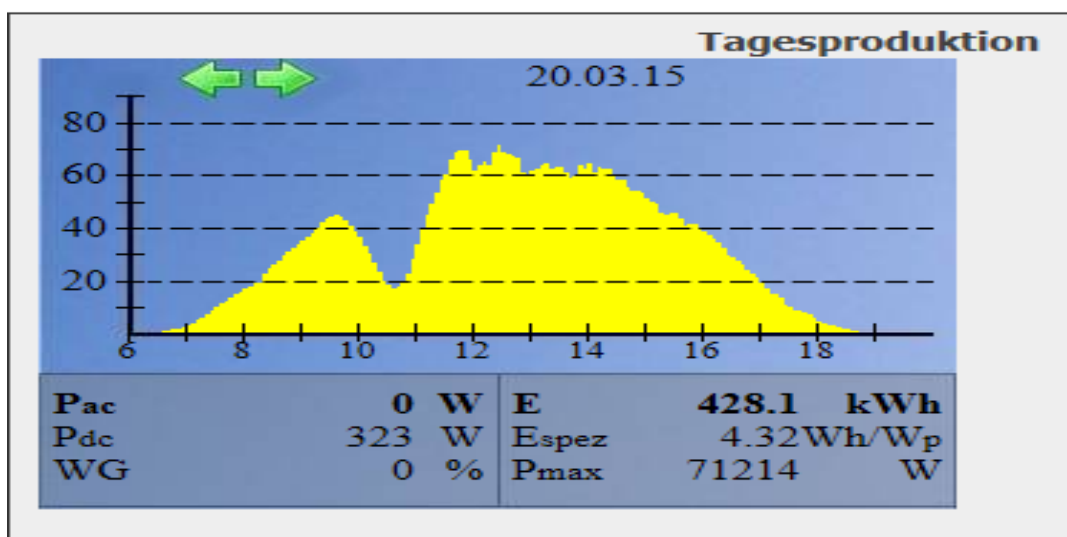 Tagesproduktion
20.03.15
80
60
40
20
6 8 10 12 14 16 18
Pac 0 W E 428.1 kWh
Pdc 323 W Espez 4.32Wh/Wp
WG 0 % Pmax 71214 W